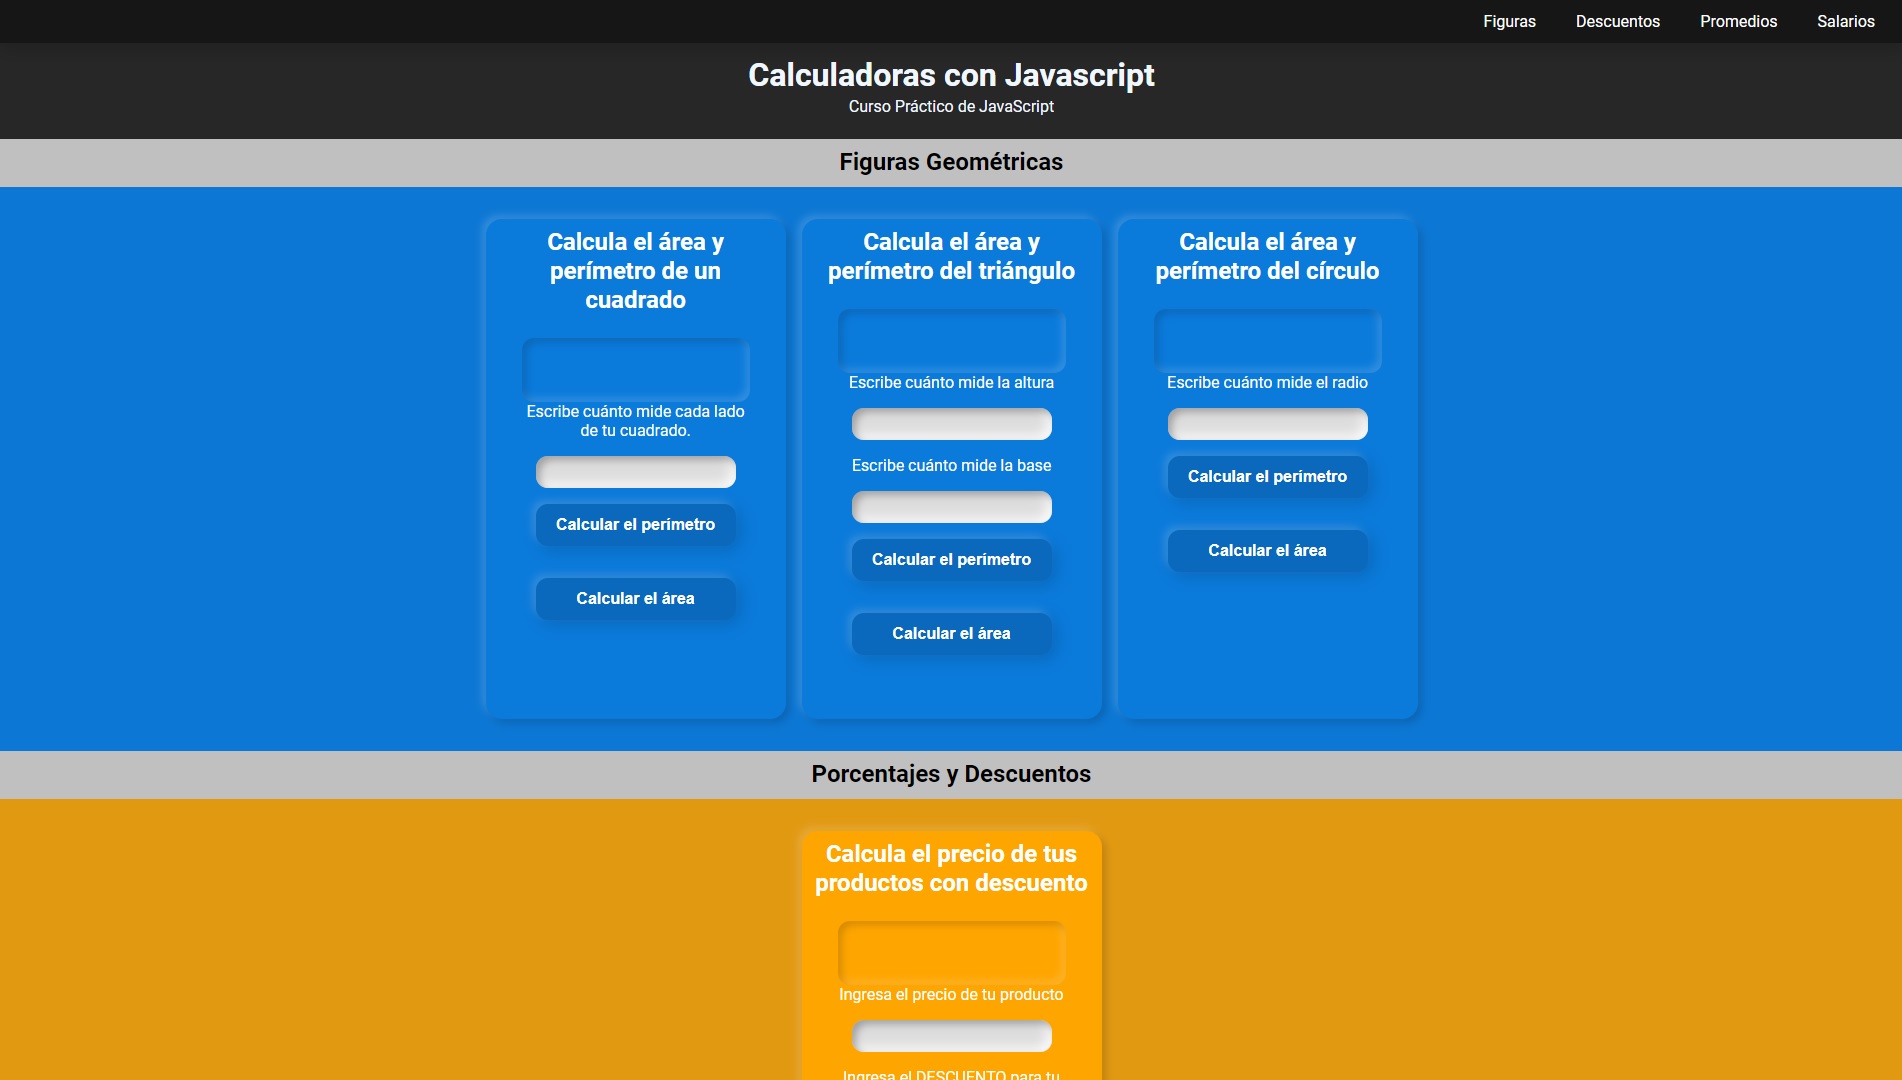 Figuras Descuentos Promedios Salarios
Calculadoras con Javascript
Curso Práctico de JavaScript
Figuras Geométricas
Calcula el área y
perímetro de un
cuadrado
Escribe cuánto mide cada lado
de tu cuadrado.
Calcular el perímetro
Calcular el área
Calcula el área y
perímetro del triángulo
Escribe cuánto mide la altura
Escribe cuánto mide la base
Calcular el perímetro
Calcular el área
Calcula el área y
perímetro del círculo
Escribe cuánto mide el radio
Calcular el perímetro
Calcular el área
Porcentajes y Descuentos
Calcula el precio de tus
productos con descuento
Ingresa el precio de tu producto
Ingresa el DESCUENTO para tu